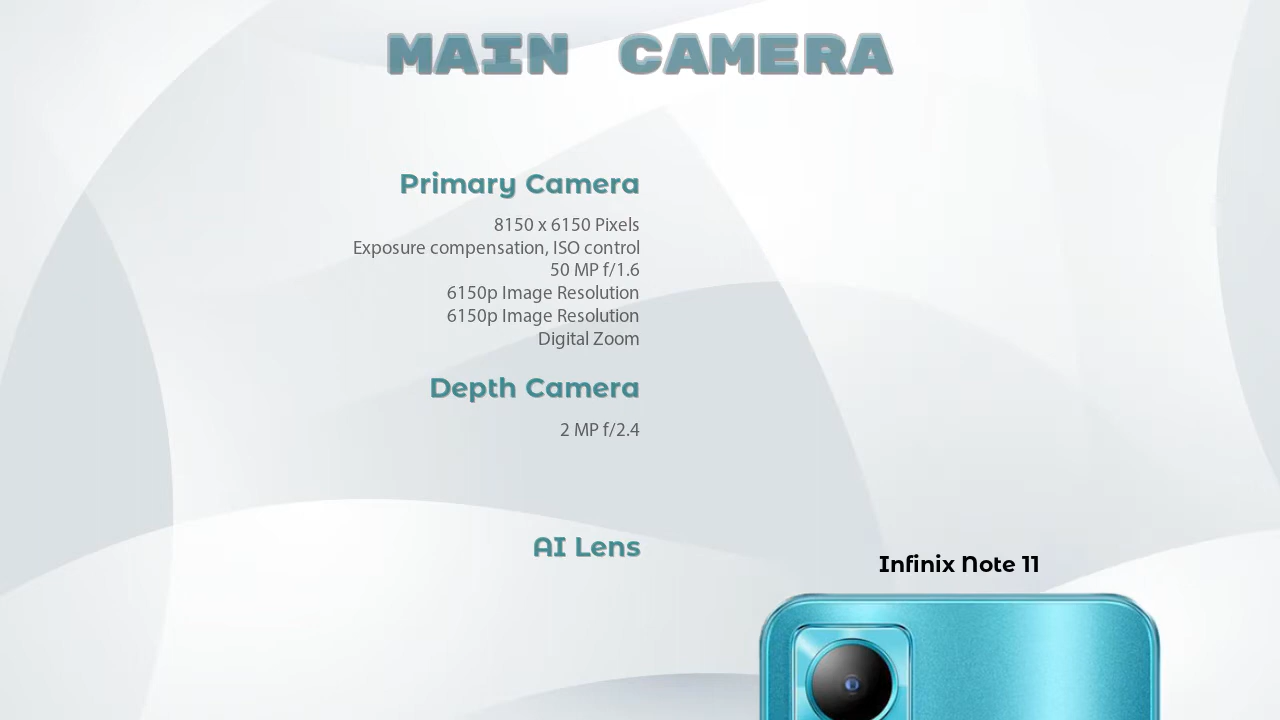 MAIN CAMERA
Primary Camera
8150 x 6150 Pixels
Exposure compensation, ISO control
50 MP f/1.6
6150p Image Resolution
6150p Image Resolution
Digital Zoom
Depth Camera
2 MP f/2.4
AI Lens
Infinix Note 11